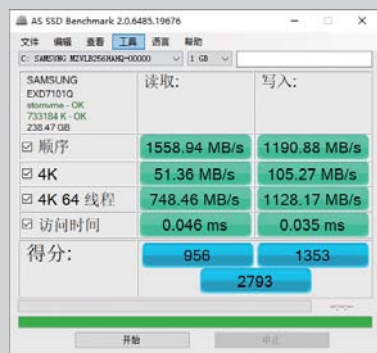 AS SSD Benchmark 2.0.6485.19676
文件 编辑 查看 工具 语言 帮助
C: SAMSUNG MZVLB256HAHQ-00000 1 GB
SAMSUNG 读取: 写入:
EXD7101Q
stornvme - OK
733184 K - OK
238.47 GB
顺序 1558.94 MB/s 1190.88 MB/s
4K 51.36 MB/s 105.27 MB/s
4K 64 线程 748.46 MB/s 1128.17 MB/s
访问时间 0.046 ms 0.035 ms
得分: 956 1353
2793
-:-:-
开始 中止